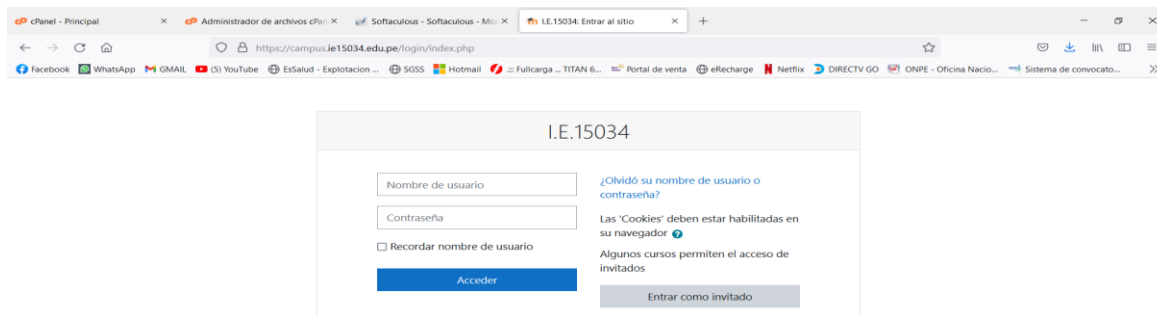 cPanel - Principal
Administrador de archivos cPan
Softaculous - Softaculous - Moo
I.E.15034: Entrar al sitio
https://campus.ie15034.edu.pe/login/index.php
Facebook WhatsApp GMAIL (5) YouTube EsSalud - Explotacion ... SGSS Hotmail .:: Fullcarga ... TITAN 6... Portal de venta eRecharge Netflix DIRECTV GO ONPE - Oficina Nacio... Sistema de convocato...
I.E.15034
Nombre de usuario
Contraseña
Recordar nombre de usuario
Acceder
¿Olvidó su nombre de usuario o
contraseña?
Las 'Cookies' deben estar habilitadas en
su navegador
Algunos cursos permiten el acceso de
invitados
Entrar como invitado